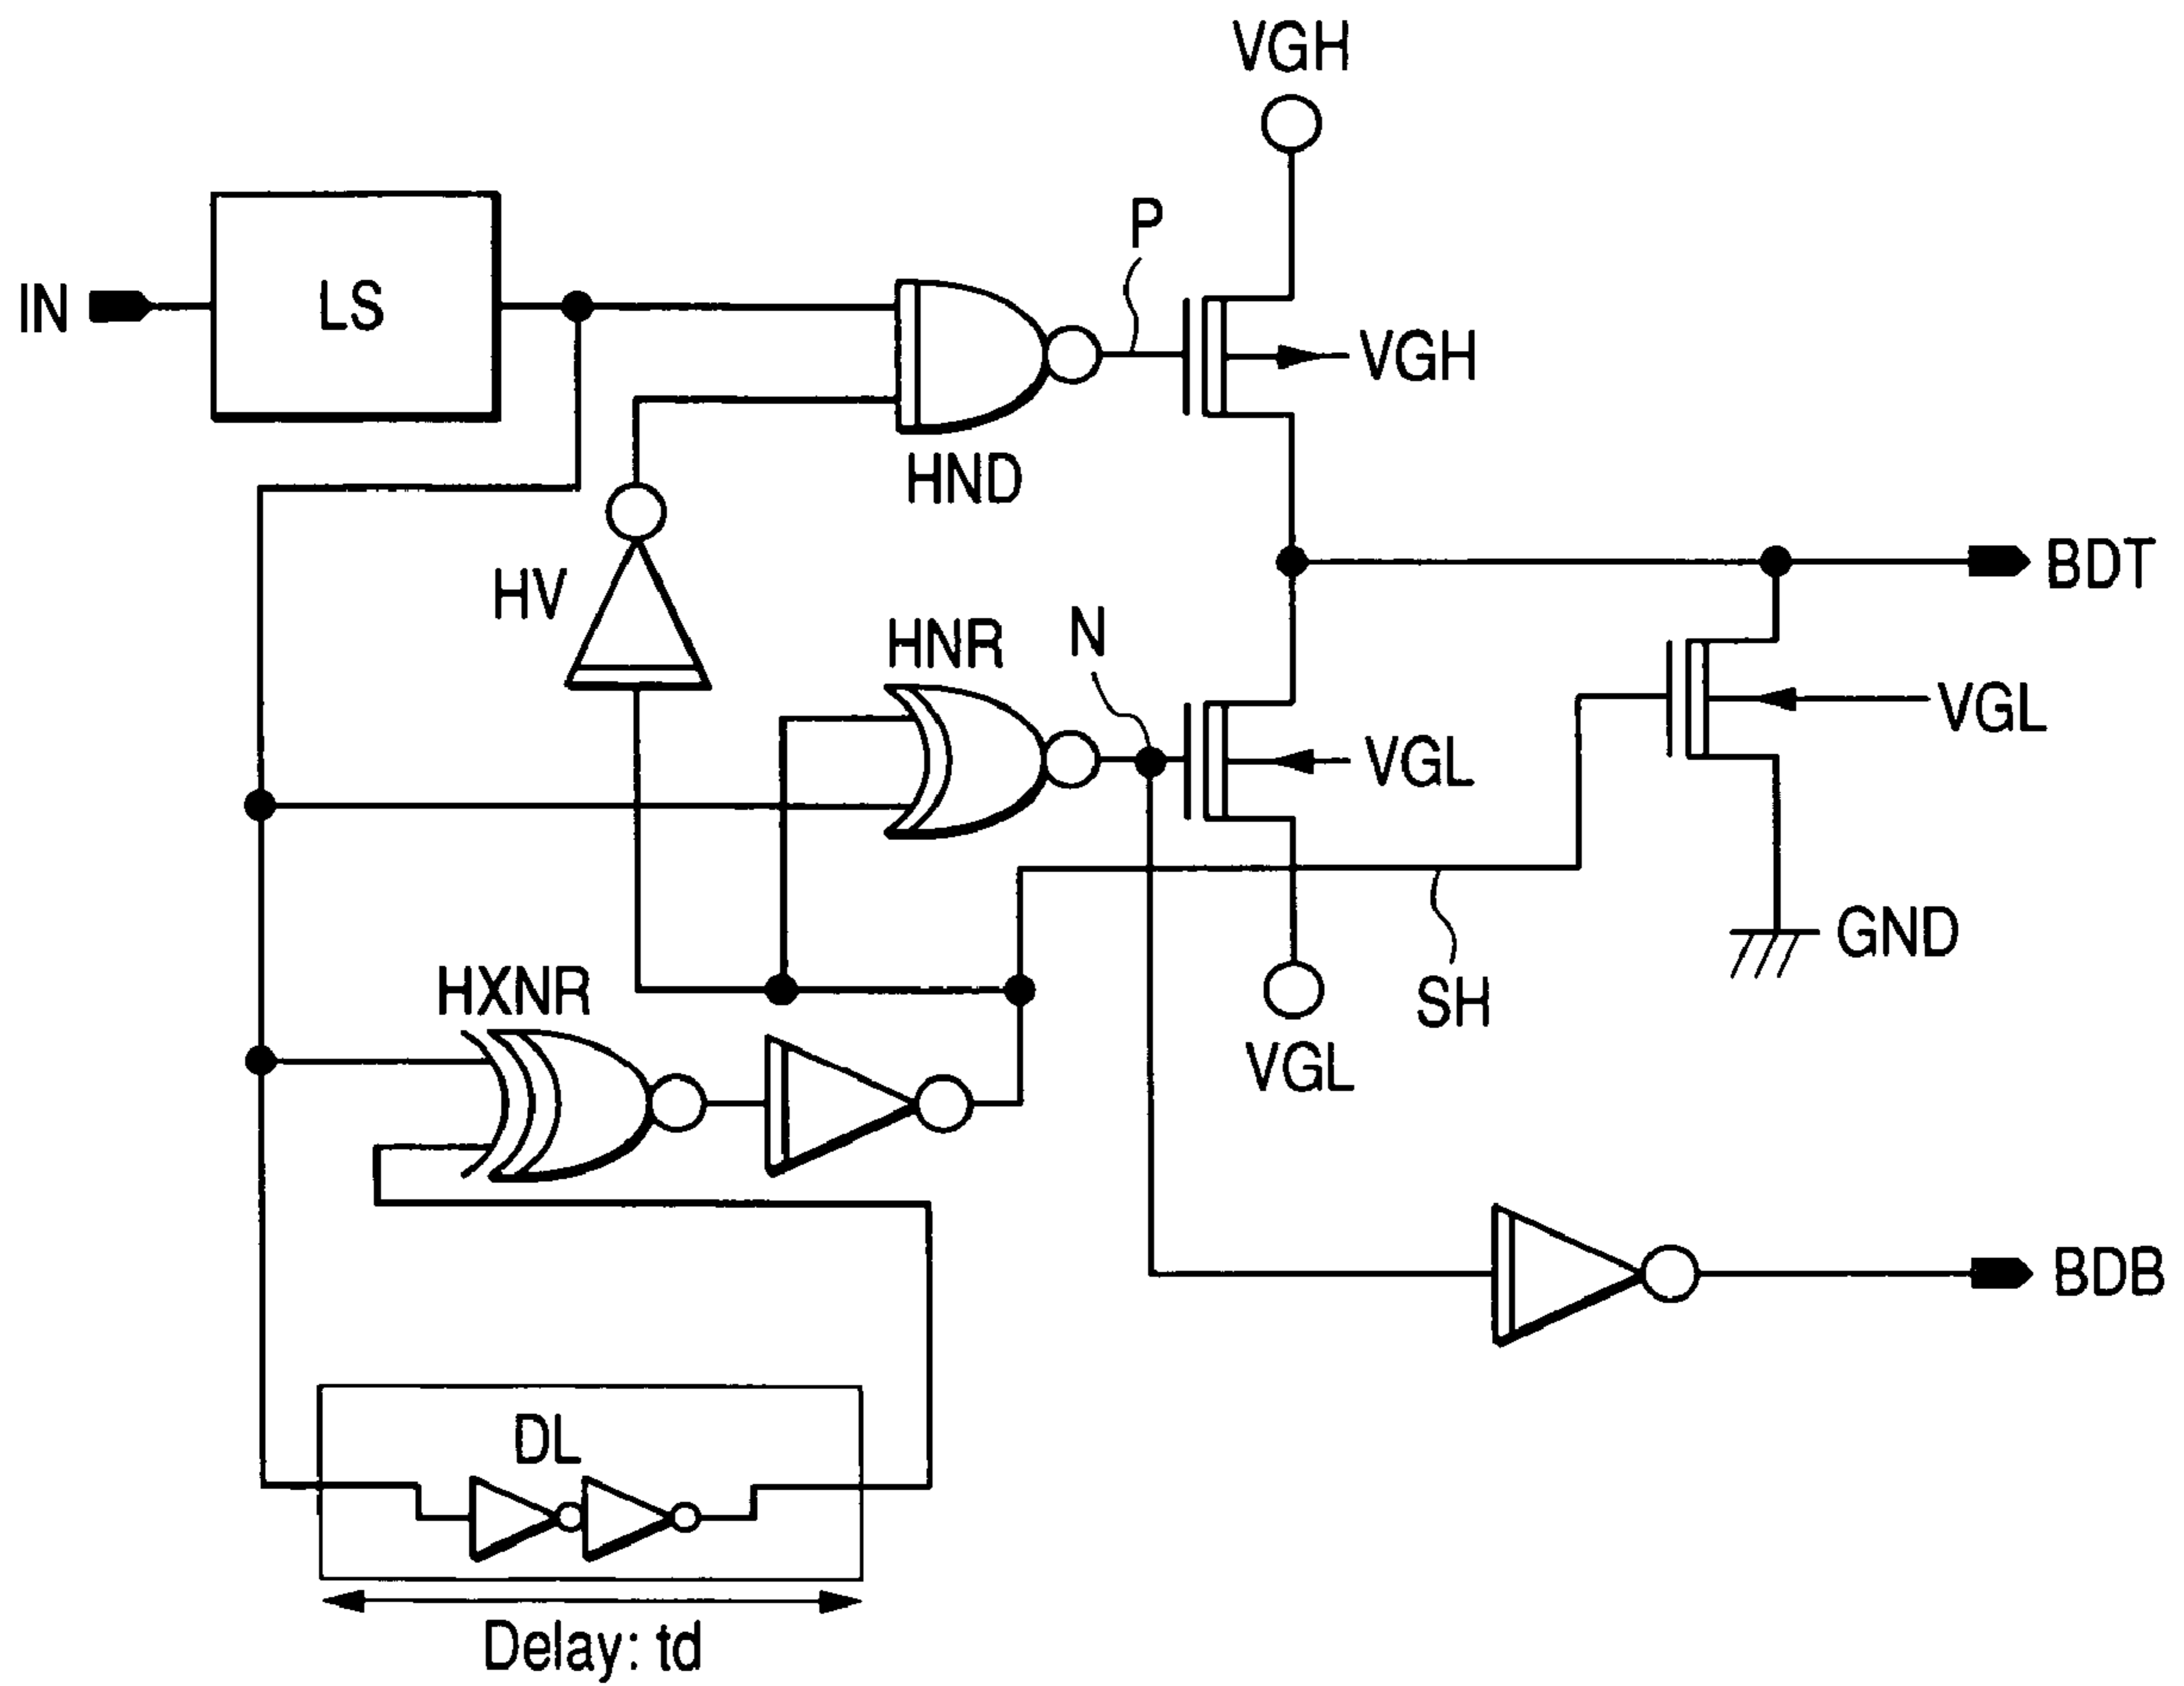 VGH
P
IN
LS
VGH
HND
BDT
HV
HNR
N
VGL
VGL
GND
HXNR
SH
VGL
BDB
DL
Delay: td